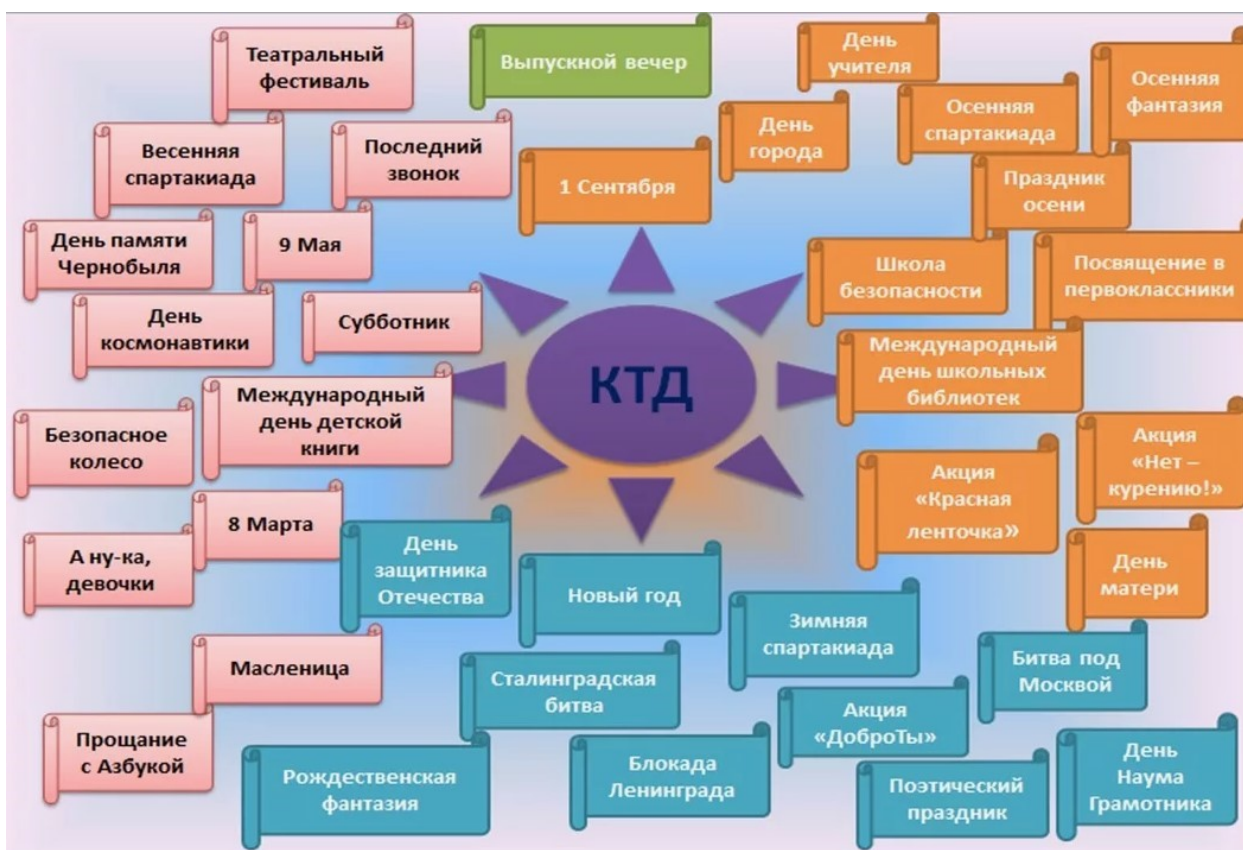 Театральный
фестиваль
Выпускной вечер
День
учителя
Осенняя
фантазия
Осенняя
спартакиада
День
города
Весенняя
спартакиада
Последний
звонок
1 Сентября
Праздник
осени
День памяти
Чернобыля
9 Мая
Школа
безопасности
Посвящение в
первоклассники
День
космонавтики
Субботник
КТД
Международный
день школьных
библиотек
Международный
день детской
книги
Безопасное
колесо
Акция
«Нет –
курению!»
Акция
«Красная
ленточка»
8 Марта
А ну-ка,
девочки
День
защитника
Отечества
Новый год
День
матери
Зимняя
спартакиада
Битва под
Москвой
Масленица
Сталинградская
битва
Акция
«ДоброТы»
Прощание
с Азбукой
Рождественская
фантазия
Блокада
Ленинграда
Поэтический
праздник
День
Наума
Грамотника